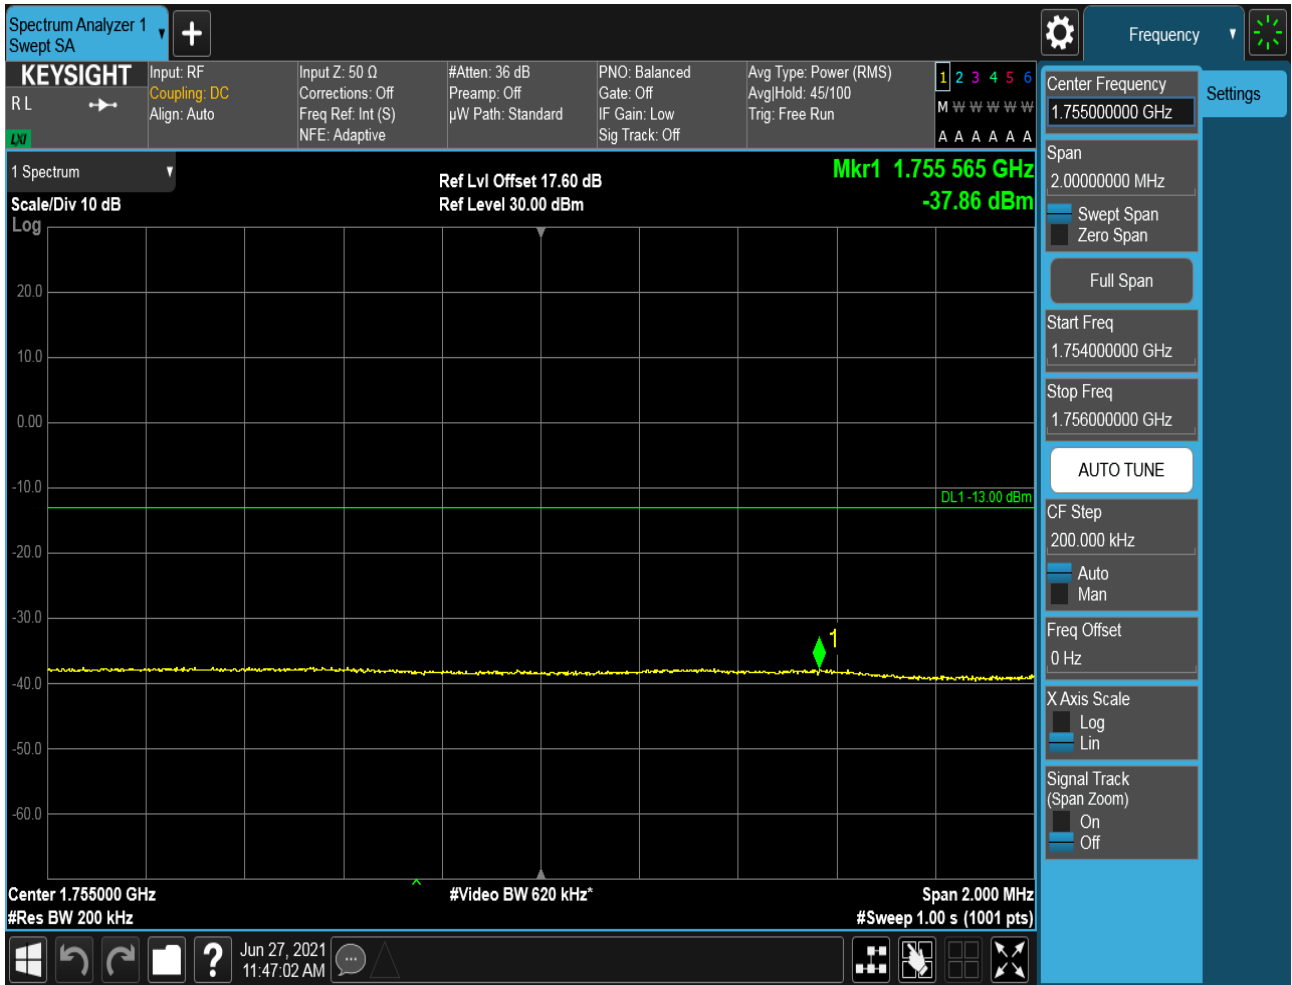 Spectrum Analyzer 1
Swept SA
Frequency
KEYSIGHT
R L
LXI
Input: RF
Coupling: DC
Align: Auto
Input Z: 50 Ω
Corrections: Off
Freq Ref: Int (S)
NFE: Adaptive
#Atten: 36 dB
Preamp: Off
µW Path: Standard
PNO: Balanced
Gate: Off
IF Gain: Low
Sig Track: Off
Avg Type: Power (RMS)
Avg|Hold: 45/100
Trig: Free Run
1 2 3 4 5 6
M W W W W W
A A A A A A
1 Spectrum
Scale/Div 10 dB
Log
Ref Lvl Offset 17.60 dB
Ref Level 30.00 dBm
Mkr1 1.755 565 GHz
-37.86 dBm
20.0
10.0
0.00
-10.0
DL1 -13.00 dBm
-20.0
-30.0
1
-40.0
-50.0
-60.0
Center 1.755000 GHz
#Res BW 200 kHz
#Video BW 620 kHz*
Span 2.000 MHz
#Sweep 1.00 s (1001 pts)
Jun 27, 2021
11:47:02 AM
Center Frequency
1.755000000 GHz
Settings
Span
2.00000000 MHz
Swept Span
Zero Span
Full Span
Start Freq
1.754000000 GHz
Stop Freq
1.756000000 GHz
AUTO TUNE
CF Step
200.000 kHz
Auto
Man
Freq Offset
0 Hz
X Axis Scale
Log
Lin
Signal Track
(Span Zoom)
On
Off